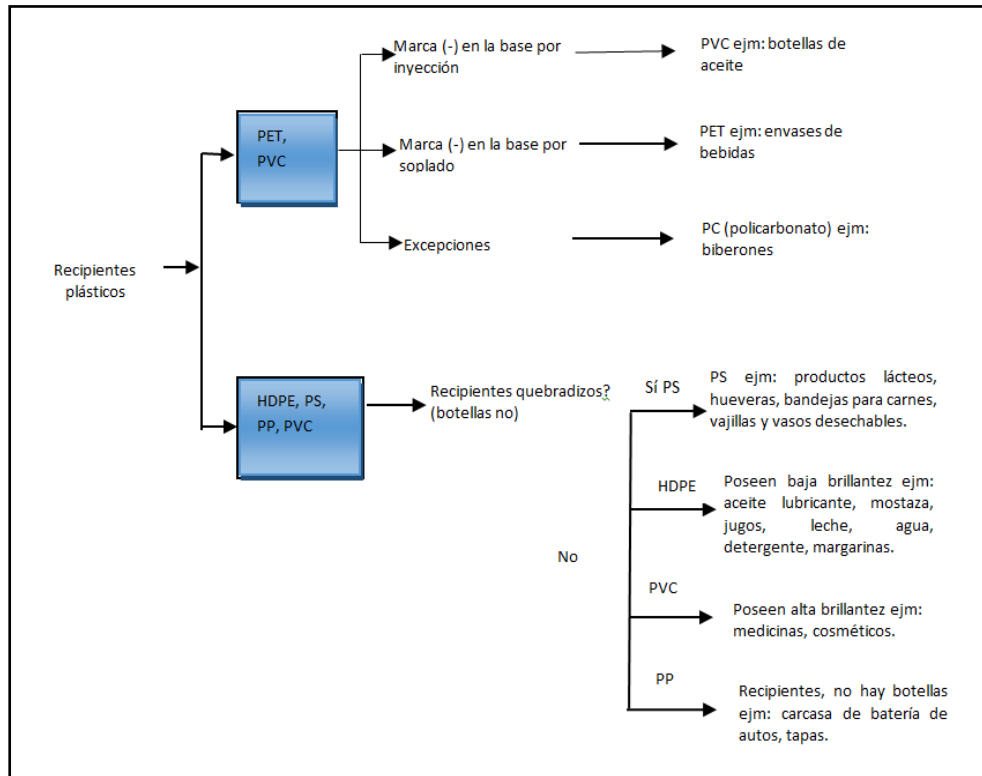 Marca (-) en la base por
inyección
PVC ejm: botellas de
aceite
PET,
PVC
Marca (-) en la base por
soplado
PET ejm: envases de
bebidas
Excepciones
PC (policarbonato) ejm:
biberones
Recipientes
plásticos
HDPE, PS,
PP, PVC
Recipientes quebradizos?
(botellas no)
Sí PS
PS ejm: productos lácteos,
hueveras, bandejas para carnes,
vajillas y vasos desechables.
HDPE
Poseen baja brillantez ejm:
aceite lubricante, mostaza,
jugos, leche, agua,
detergente, margarinas.
No
PVC
Poseen alta brillantez ejm:
medicinas, cosméticos.
PP
Recipientes, no hay botellas
ejm: carcasa de batería de
autos, tapas.